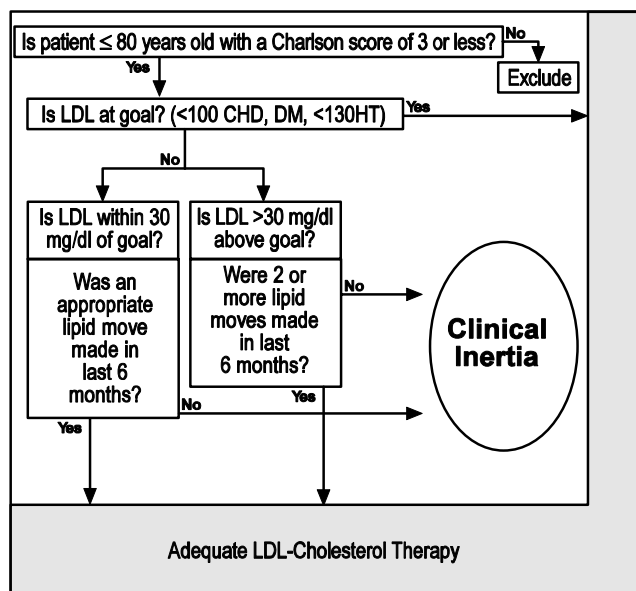 Is patient ≤ 80 years old with a Charlson score of 3 or less?
No
Exclude
Yes
Is LDL at goal? (<100 CHD, DM, <130HT)
Yes
No
Is LDL within 30
mg/dl of goal?
Was an
appropriate
lipid move
made in
last 6
months?
Is LDL >30 mg/dl
above goal?
Were 2 or
more lipid
moves made
in last
6 months?
No
Clinical
Inertia
Yes
No
Yes
Adequate LDL-Cholesterol Therapy